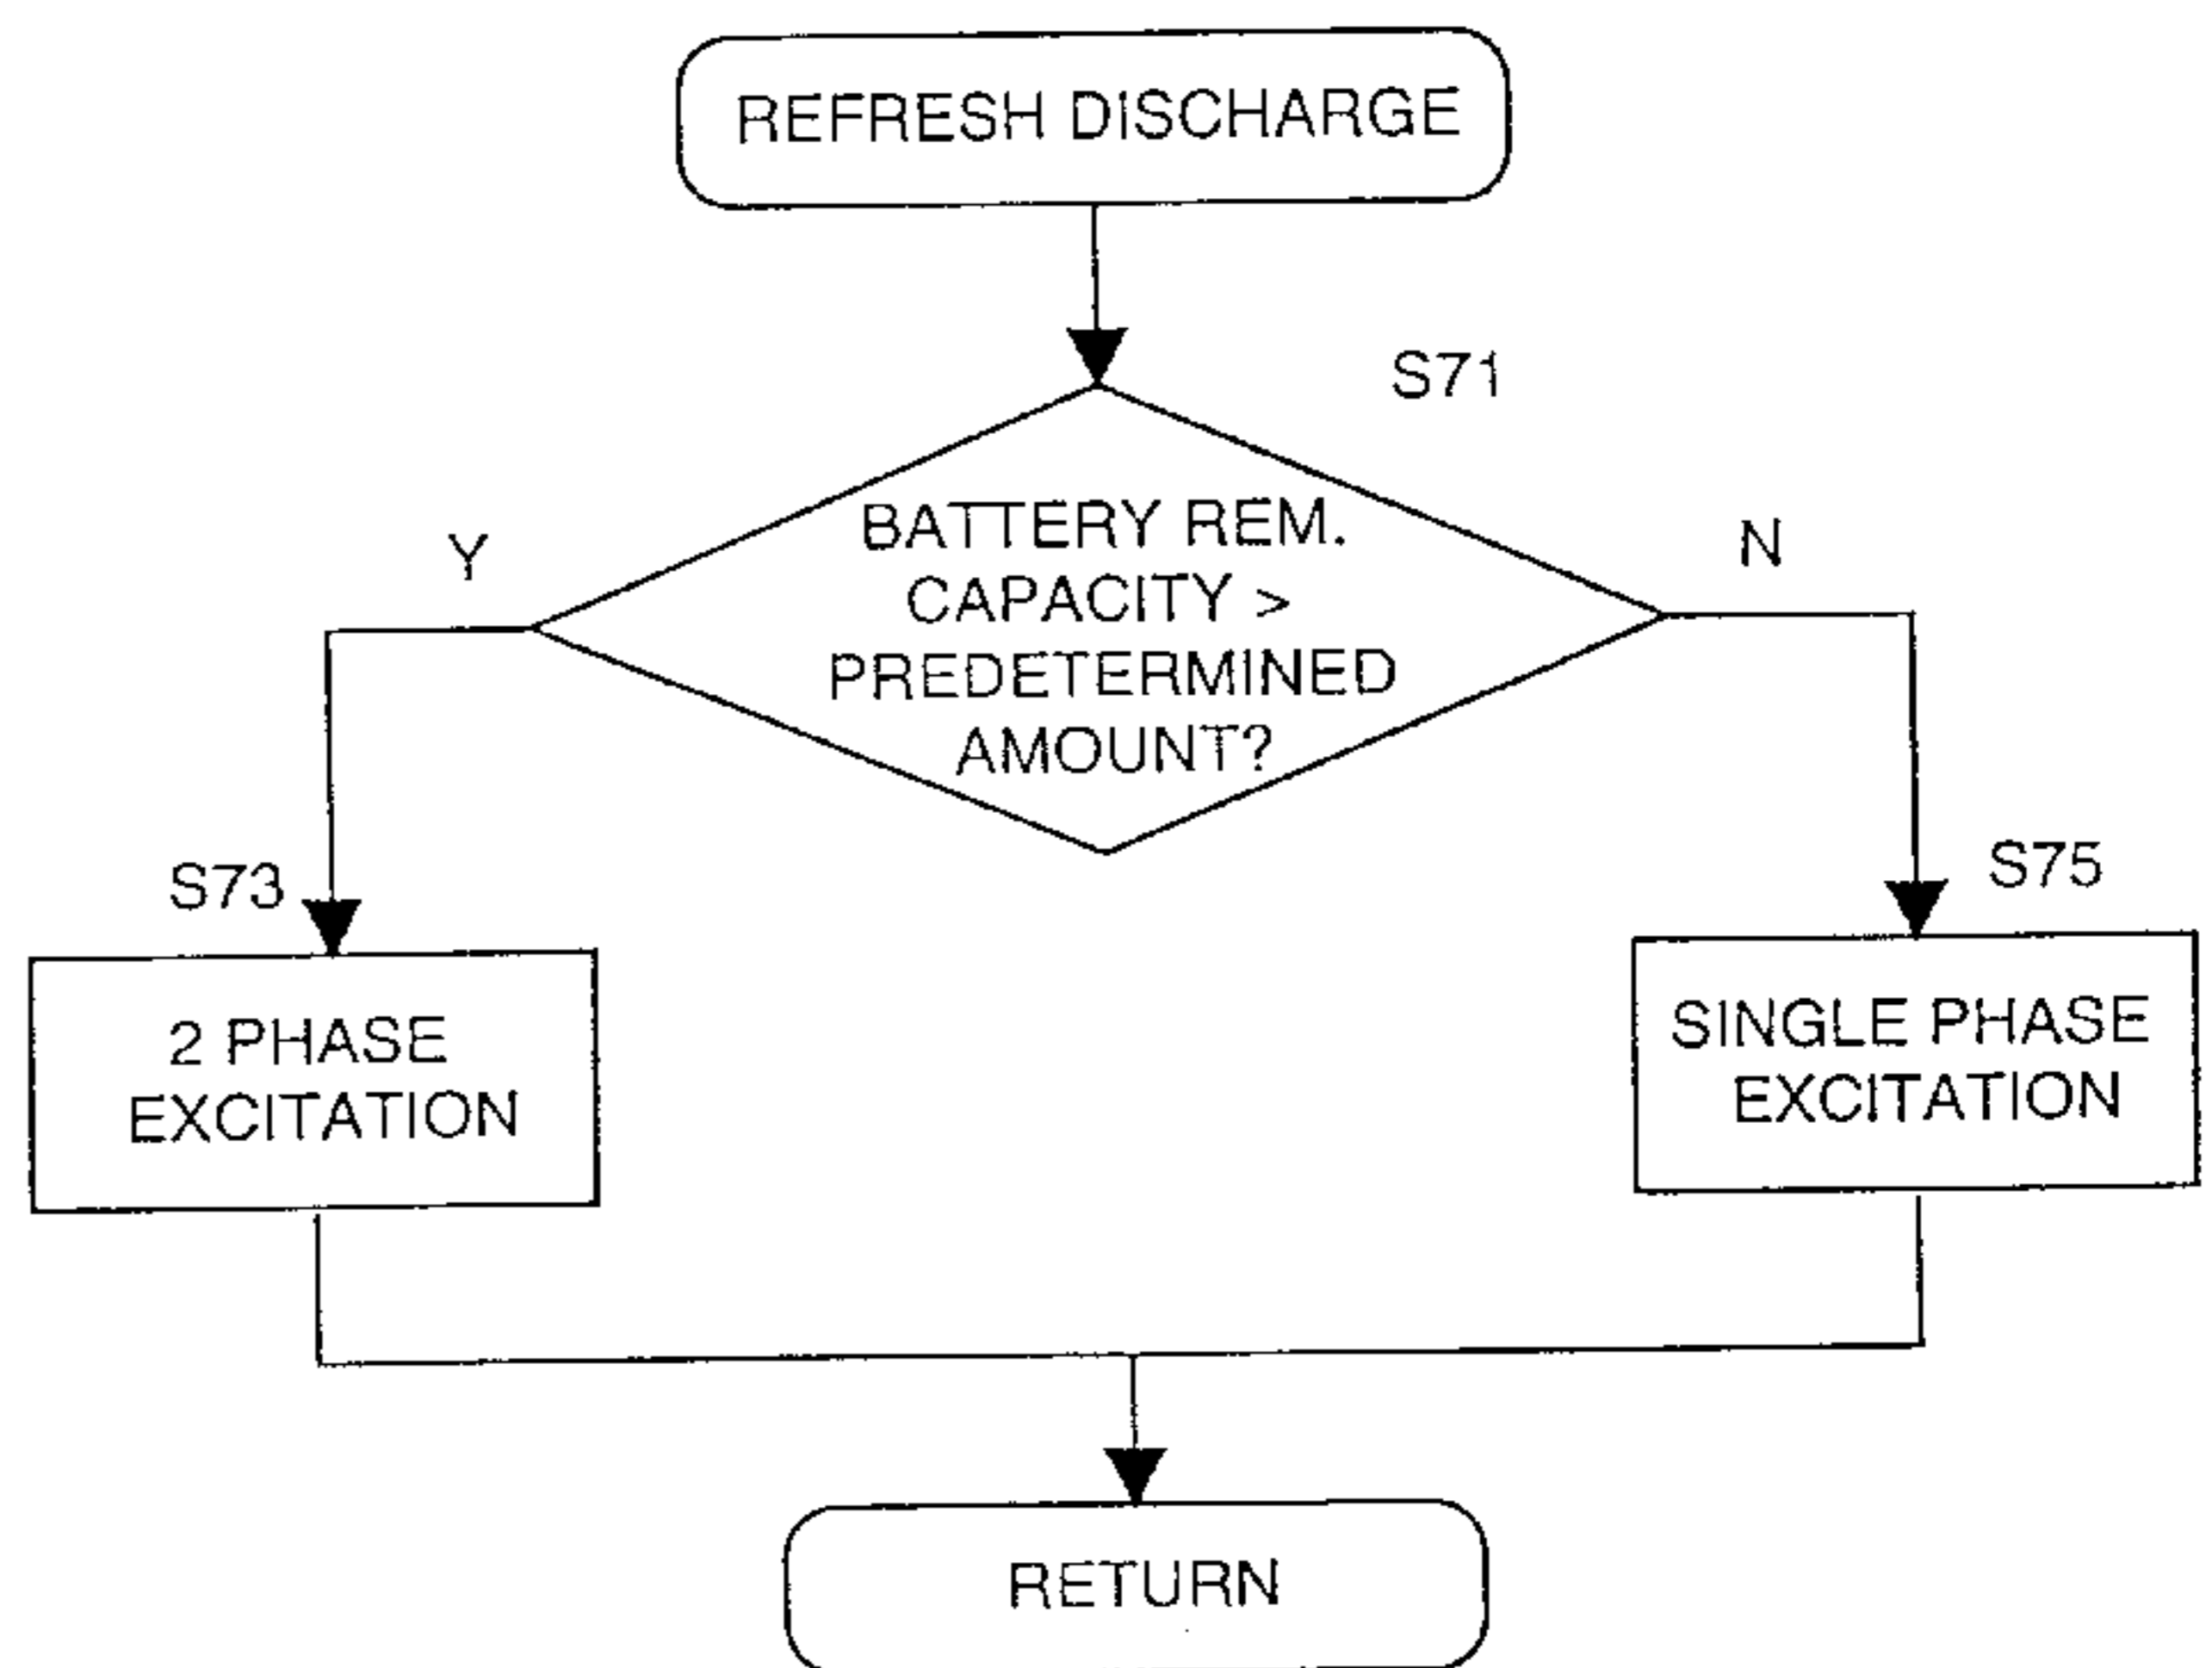 REFRESH DISCHARGE
S71
BATTERY REM.
CAPACITY >
PREDETERMINED
AMOUNT?
Y
N
S73
2 PHASE
EXCITATION
S75
SINGLE PHASE
EXCITATION
RETURN